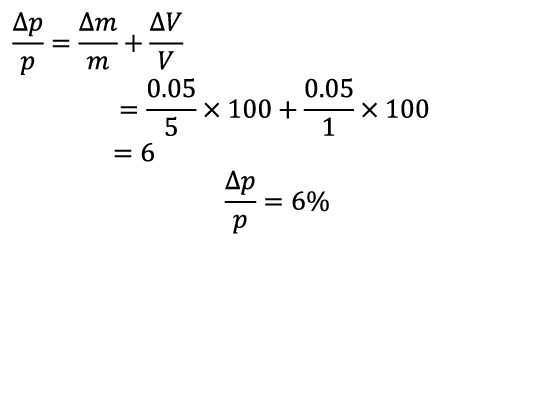 Δp/p = Δm/m + ΔV/V
= 0.05/5 × 100 + 0.05/1 × 100
= 6
Δp/p = 6%